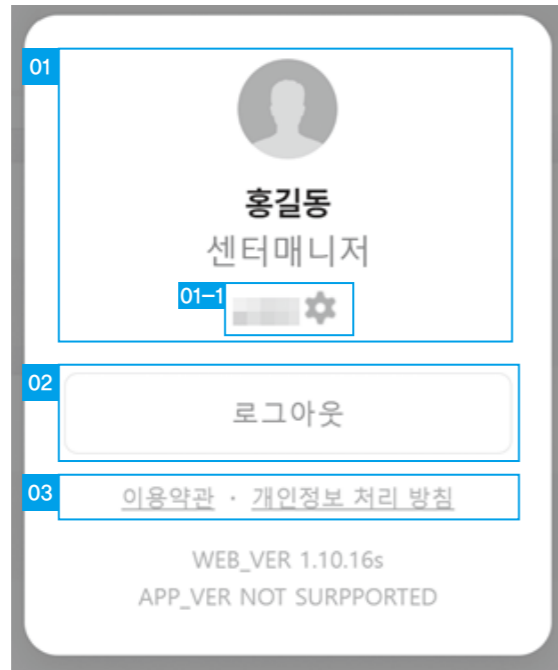 01
홍길동
센터매니저
01-1
02
로그아웃
03
이용약관 · 개인정보 처리 방침
WEB_VER 1.10.16s
APP_VER NOT SURPPORTED